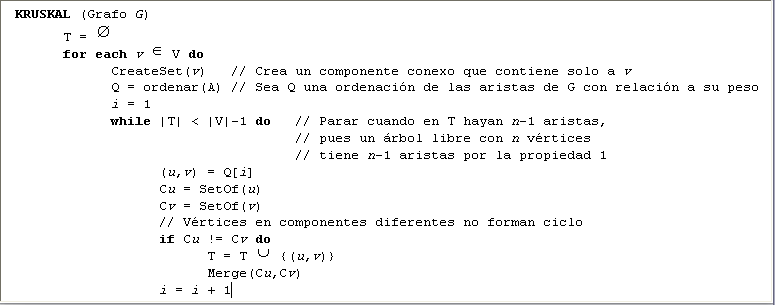 KRUSKAL (Grafo G)
T = ∅
for each v ∈ V do
CreateSet(v) // Crea un componente conexo que contiene solo a v
Q = ordenar(A) // Sea Q una ordenación de las aristas de G con relación a su peso
i = 1
while |T| < |V|-1 do // Parar cuando en T hayan n-1 aristas,
// pues un árbol libre con n vértices
// tiene n-1 aristas por la propiedad 1
(u,v) = Q[i]
Cu = SetOf(u)
Cv = SetOf(v)
// Vértices en componentes diferentes no forman ciclo
if Cu != Cv do
T = T ∪ {(u,v)}
Merge(Cu,Cv)
i = i + 1